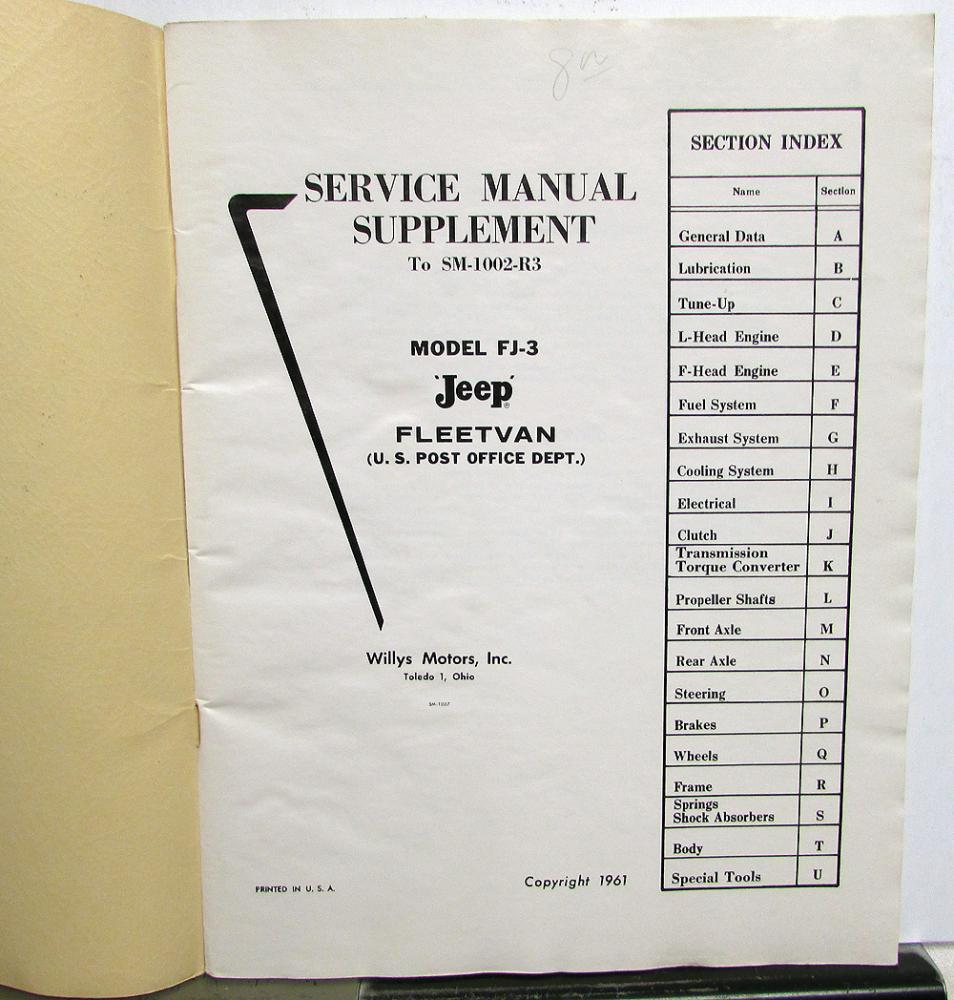 SERVICE MANUAL
SUPPLEMENT
To SM-1002-R3
MODEL FJ-3
'Jeep'
FLEETVAN
(U. S. POST OFFICE DEPT.)
Willys Motors, Inc.
Toledo 1, Ohio
PRINTED IN U. S. A.
Copyright 1961
SECTION INDEX
Name Section
General Data A
Lubrication B
Tune-Up C
L-Head Engine D
F-Head Engine E
Fuel System F
Exhaust System G
Cooling System H
Electrical I
Clutch J
Transmission
Torque Converter K
Propeller Shafts L
Front Axle M
Rear Axle N
Steering O
Brakes P
Wheels Q
Frame R
Springs
Shock Absorbers S
Body T
Special Tools U